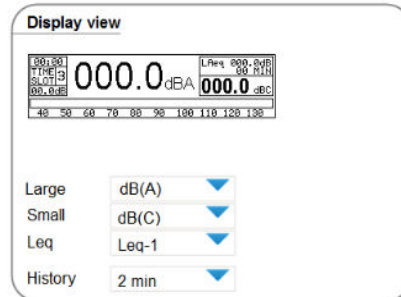 Display view
00:00
TIME SLOT 3
00.0dB
000.0 dBA
LAeq 000.0dB
00 MIN
000.0 dBC
40 50 60 70 80 90 100 110 120 130
Large dB(A)
Small dB(C)
Leq Leq-1
History 2 min